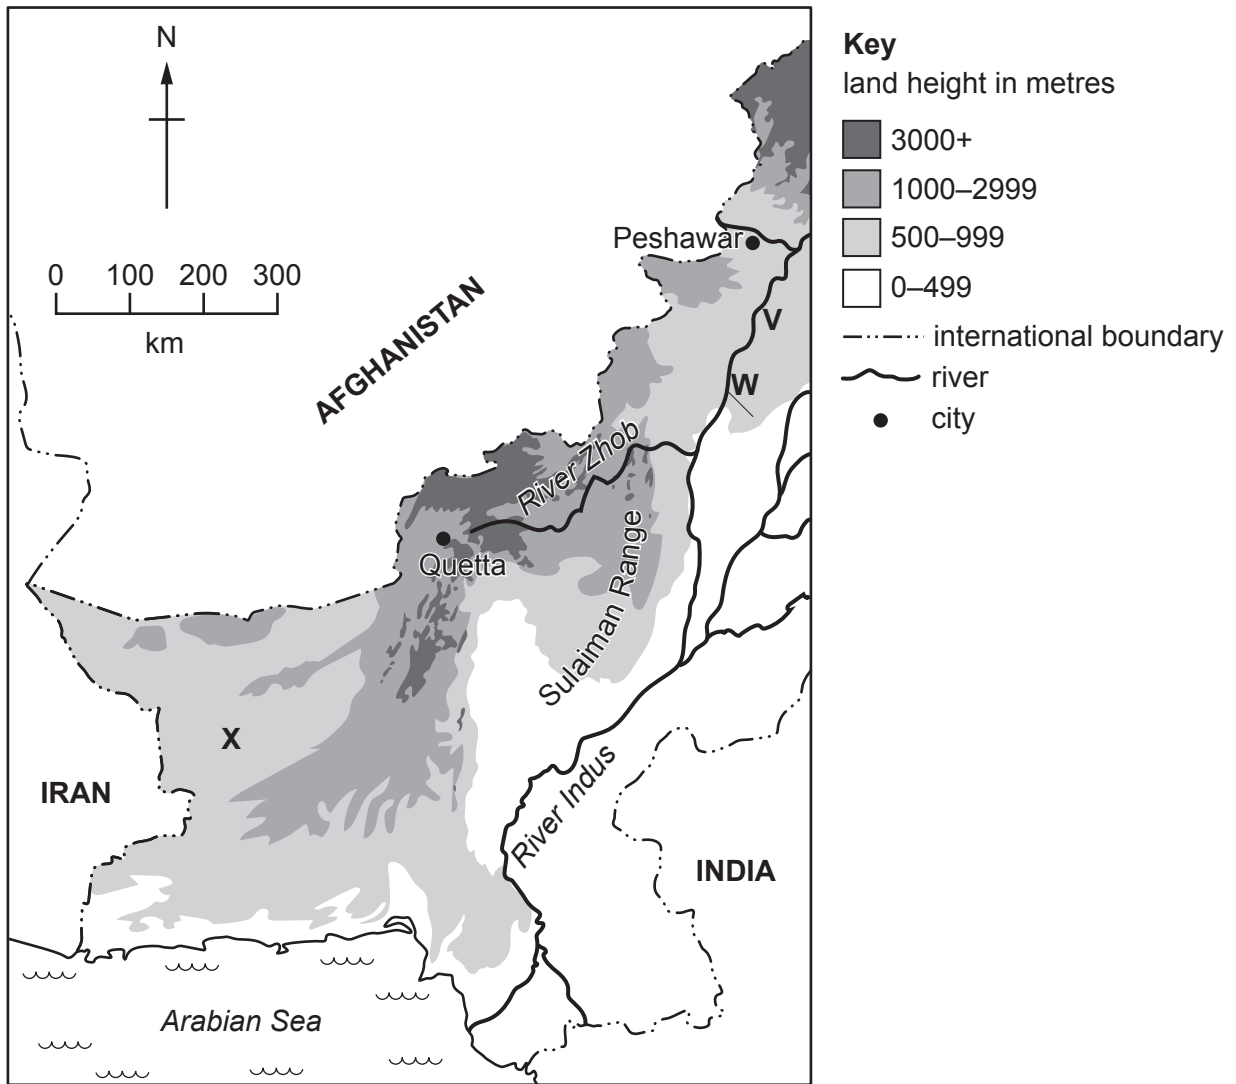 N
0 100 200 300
km
AFGHANISTAN
Peshawar
V
W
River Zhob
Quetta
Sulaiman Range
X
IRAN
River Indus
INDIA
Arabian Sea
Key
land height in metres
3000+
1000–2999
500–999
0–499
international boundary
river
city